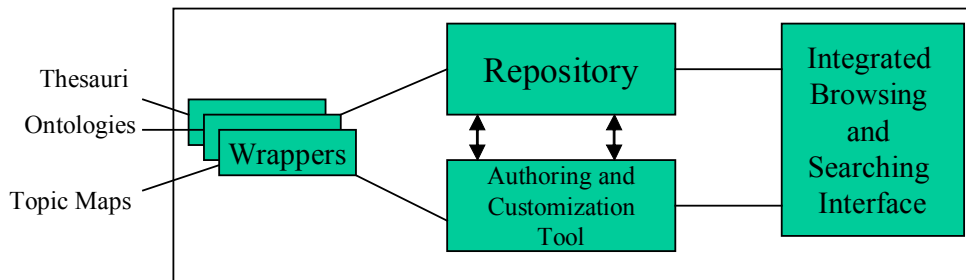 Thesauri
Ontologies
Topic Maps
Wrappers
Repository
Authoring and
Customization
Tool
Integrated
Browsing
and
Searching
Interface